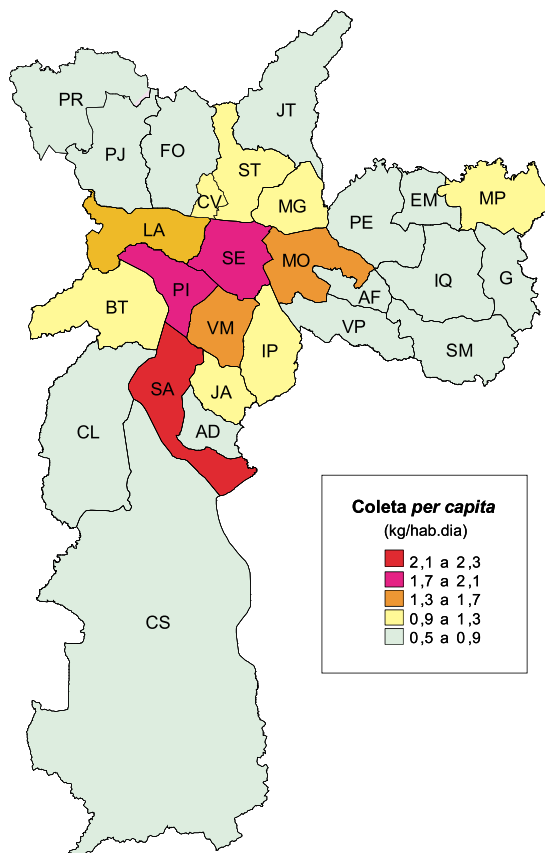 JT
PR
PJ
FO
ST
CV
MG
EM
MP
PE
LA
SE
MO
IQ
G
PI
AF
BT
VM
VP
IP
SM
SA
JA
CL
AD
CS
Coleta per capita
(kg/hab.dia)
2,1 a 2,3
1,7 a 2,1
1,3 a 1,7
0,9 a 1,3
0,5 a 0,9